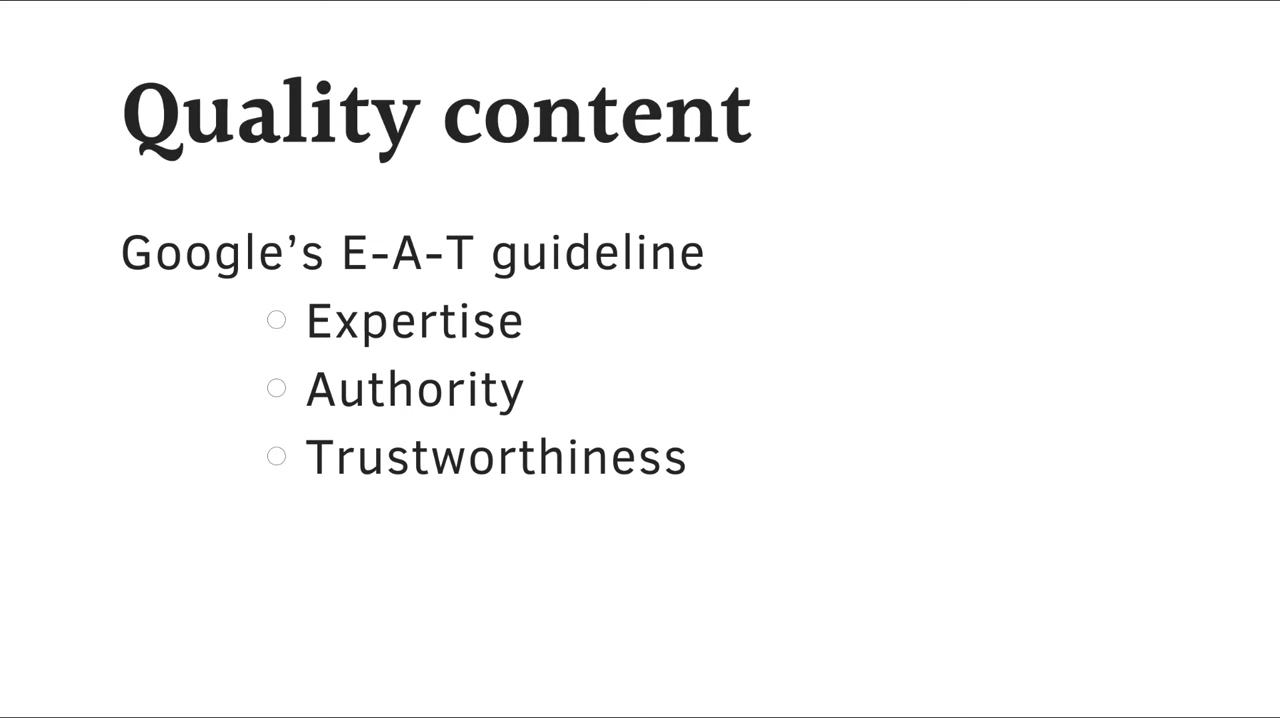 Quality content
Google’s E-A-T guideline
Expertise
Authority
Trustworthiness